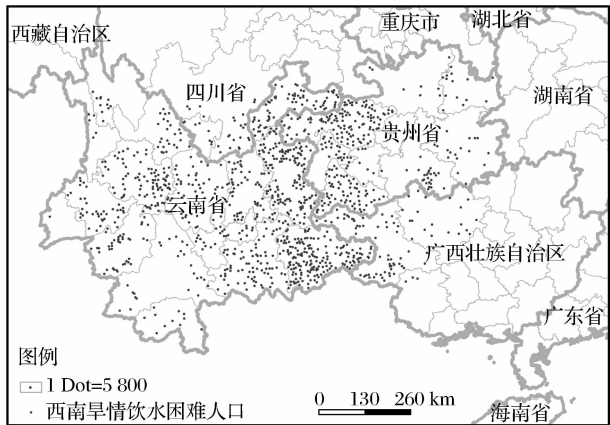 西藏自治区
四川省
重庆市
湖北省
湖南省
贵州省
云南省
广西壮族自治区
广东省
海南省
图例
1 Dot=5 800
西南旱情饮水困难人口
0 130 260 km